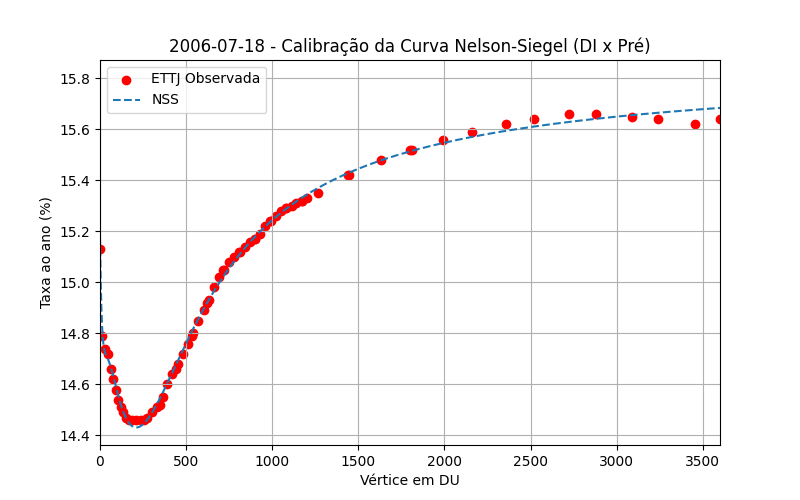 2006-07-18 - Calibração da Curva Nelson-Siegel (DI x Pré)
ETTJ Observada
NSS
Taxa ao ano (%)
15.8
15.6
15.4
15.2
15.0
14.8
14.6
14.4
0 500 1000 1500 2000 2500 3000 3500
Vértice em DU